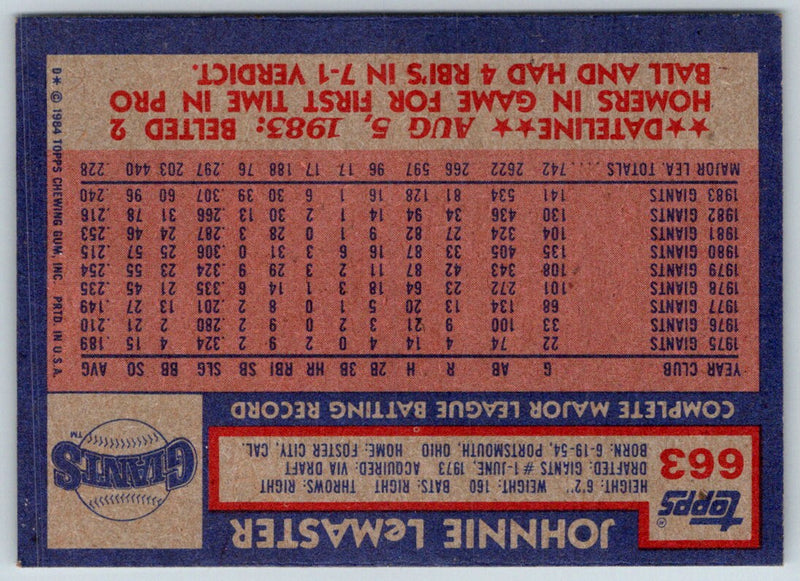 JOHNNIE LeMASTER
topps®
663
HEIGHT: 6'2" WEIGHT: 160 BATS: RIGHT THROWS: RIGHT
DRAFTED: GIANTS #1-JUNE, 1973 ACQUIRED: VIA DRAFT
BORN: 6-19-54, PORTSMOUTH, OHIO HOME: FOSTER CITY, CAL.
GIANTS™
COMPLETE MAJOR LEAGUE BATTING RECORD
YEAR CLUB G AB R H 2B 3B HR RBI SB SLG BB SO AVG
1975 GIANTS 22 74 4 14 4 0 2 9 2 .324 4 15 .189
1976 GIANTS 33 100 9 21 3 2 0 9 2 .280 2 21 .210
1977 GIANTS 68 134 13 20 5 1 0 8 2 .201 13 27 .149
1978 GIANTS 101 272 23 64 18 3 1 14 6 .335 21 45 .235
1979 GIANTS 108 343 42 87 11 2 3 29 9 .324 23 55 .254
1980 GIANTS 135 405 33 87 16 6 3 31 0 .306 25 57 .215
1981 GIANTS 104 324 27 82 9 1 0 28 3 .287 24 46 .253
1982 GIANTS 130 436 34 94 14 1 2 30 13 .266 31 78 .216
1983 GIANTS 141 534 81 128 16 1 6 30 39 .307 60 96 .240
MAJOR LEA. TOTALS 742 2622 266 597 96 17 17 188 76 .297 203 440 .228
★★DATELINE★★ AUG 5, 1983: BELTED 2
HOMERS IN GAME FOR FIRST TIME IN PRO
BALL AND HAD 4 RBI'S IN 7-1 VERDICT.
D★ © 1984 TOPPS CHEWING GUM, INC. PRTD. IN U.S.A.